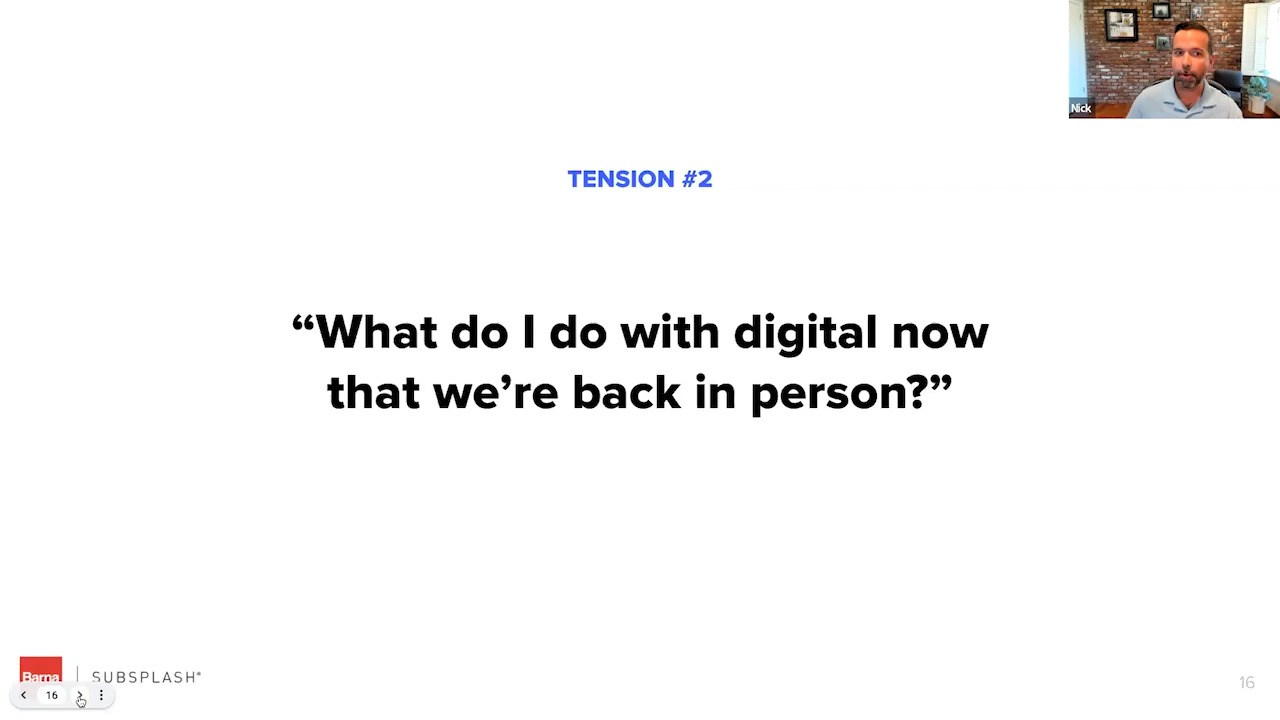 Nick
TENSION #2
“What do I do with digital now
that we’re back in person?”
Barna
SUBSPLASH®
16
16